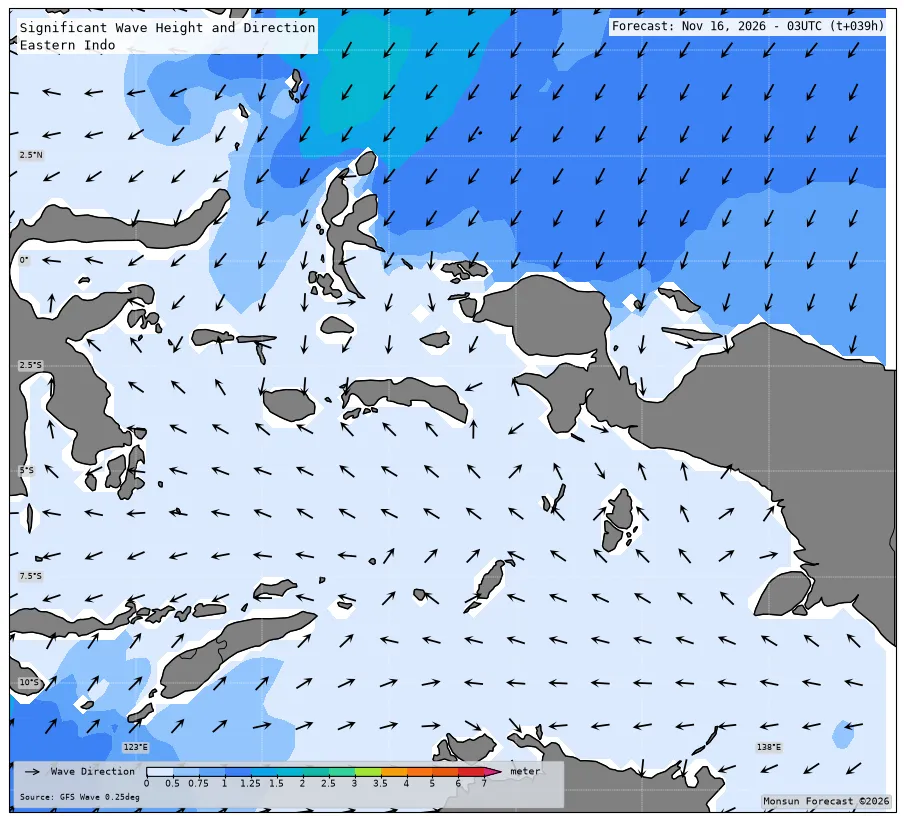 Significant Wave Height and Direction
Eastern Indo
Forecast: Nov 16, 2026 - 03UTC (t+039h)
2.5°N
0°
2.5°S
5°S
7.5°S
10°S
123°E
138°E
Wave Direction
meter
0 0.5 0.75 1 1.25 1.5 2 2.5 3 3.5 4 5 6 7
Source: GFS Wave 0.25deg
Monsun Forecast ©2026